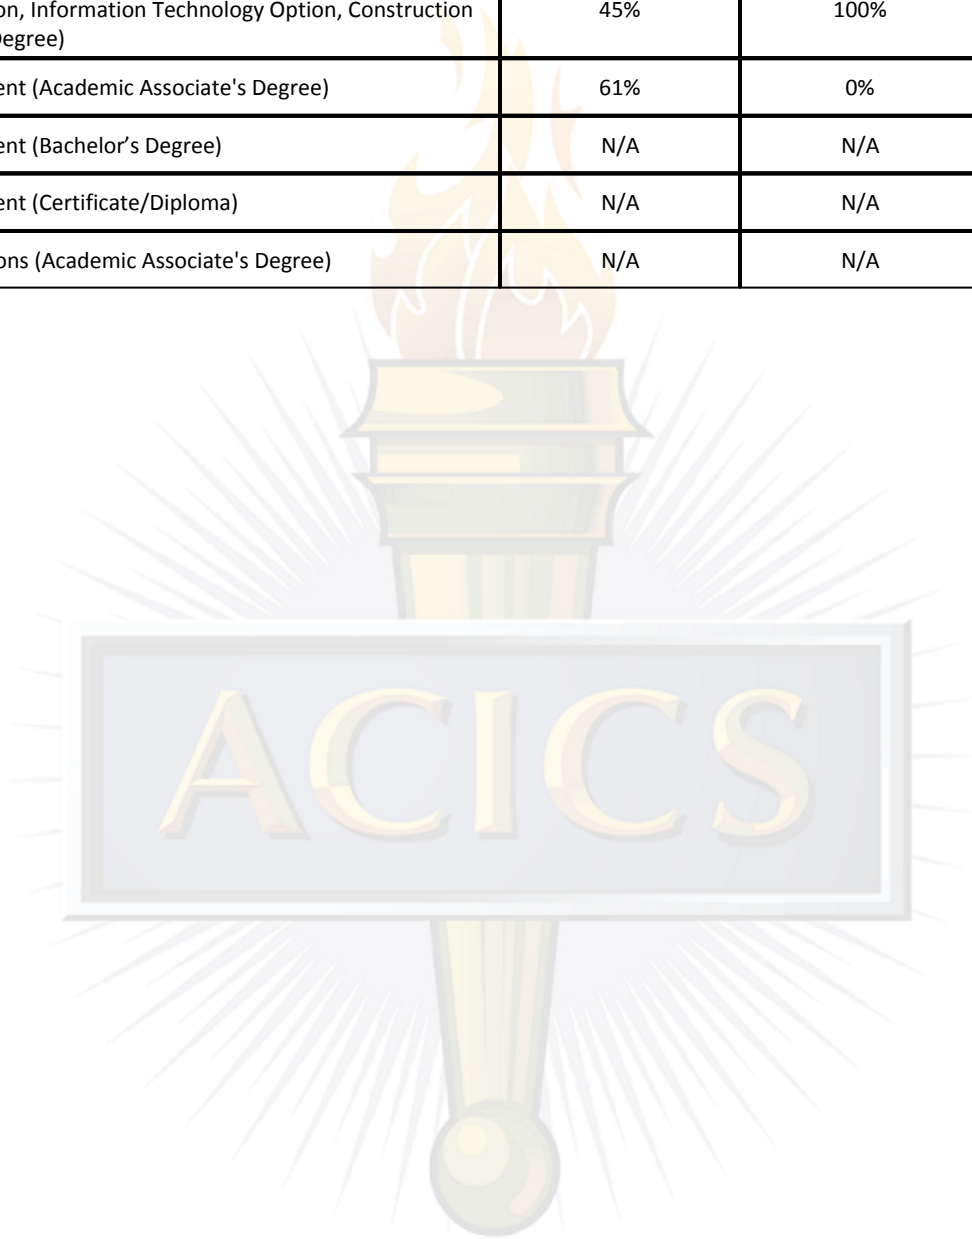 on, Information Technology Option, Construction 45% 100%
Degree)
ent (Academic Associate's Degree) 61% 0%
ent (Bachelor’s Degree) N/A N/A
ent (Certificate/Diploma) N/A N/A
ons (Academic Associate's Degree) N/A N/A
ACICS